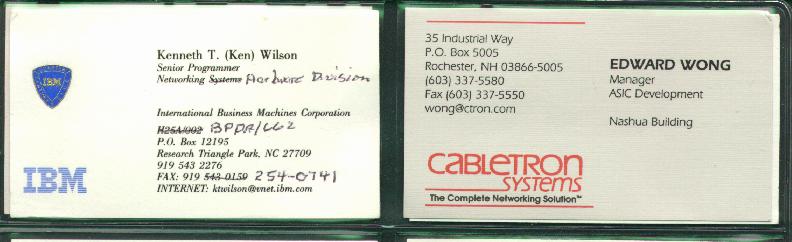 Kenneth T. (Ken) Wilson
Senior Programmer
Networking Systems Hardware Division
IBM
International Business Machines Corporation
H25A/002 BPDA/662
P.O. Box 12195
Research Triangle Park, NC 27709
919 543 2276
FAX: 919 543-0159 254-0741
INTERNET: ktwilson@vnet.ibm.com
IBM
35 Industrial Way
P.O. Box 5005
Rochester, NH 03866-5005
(603) 337-5580
Fax (603) 337-5550
wong@ctron.com
EDWARD WONG
Manager
ASIC Development
Nashua Building
CABLETRON
SYSTEMS
The Complete Networking Solution™